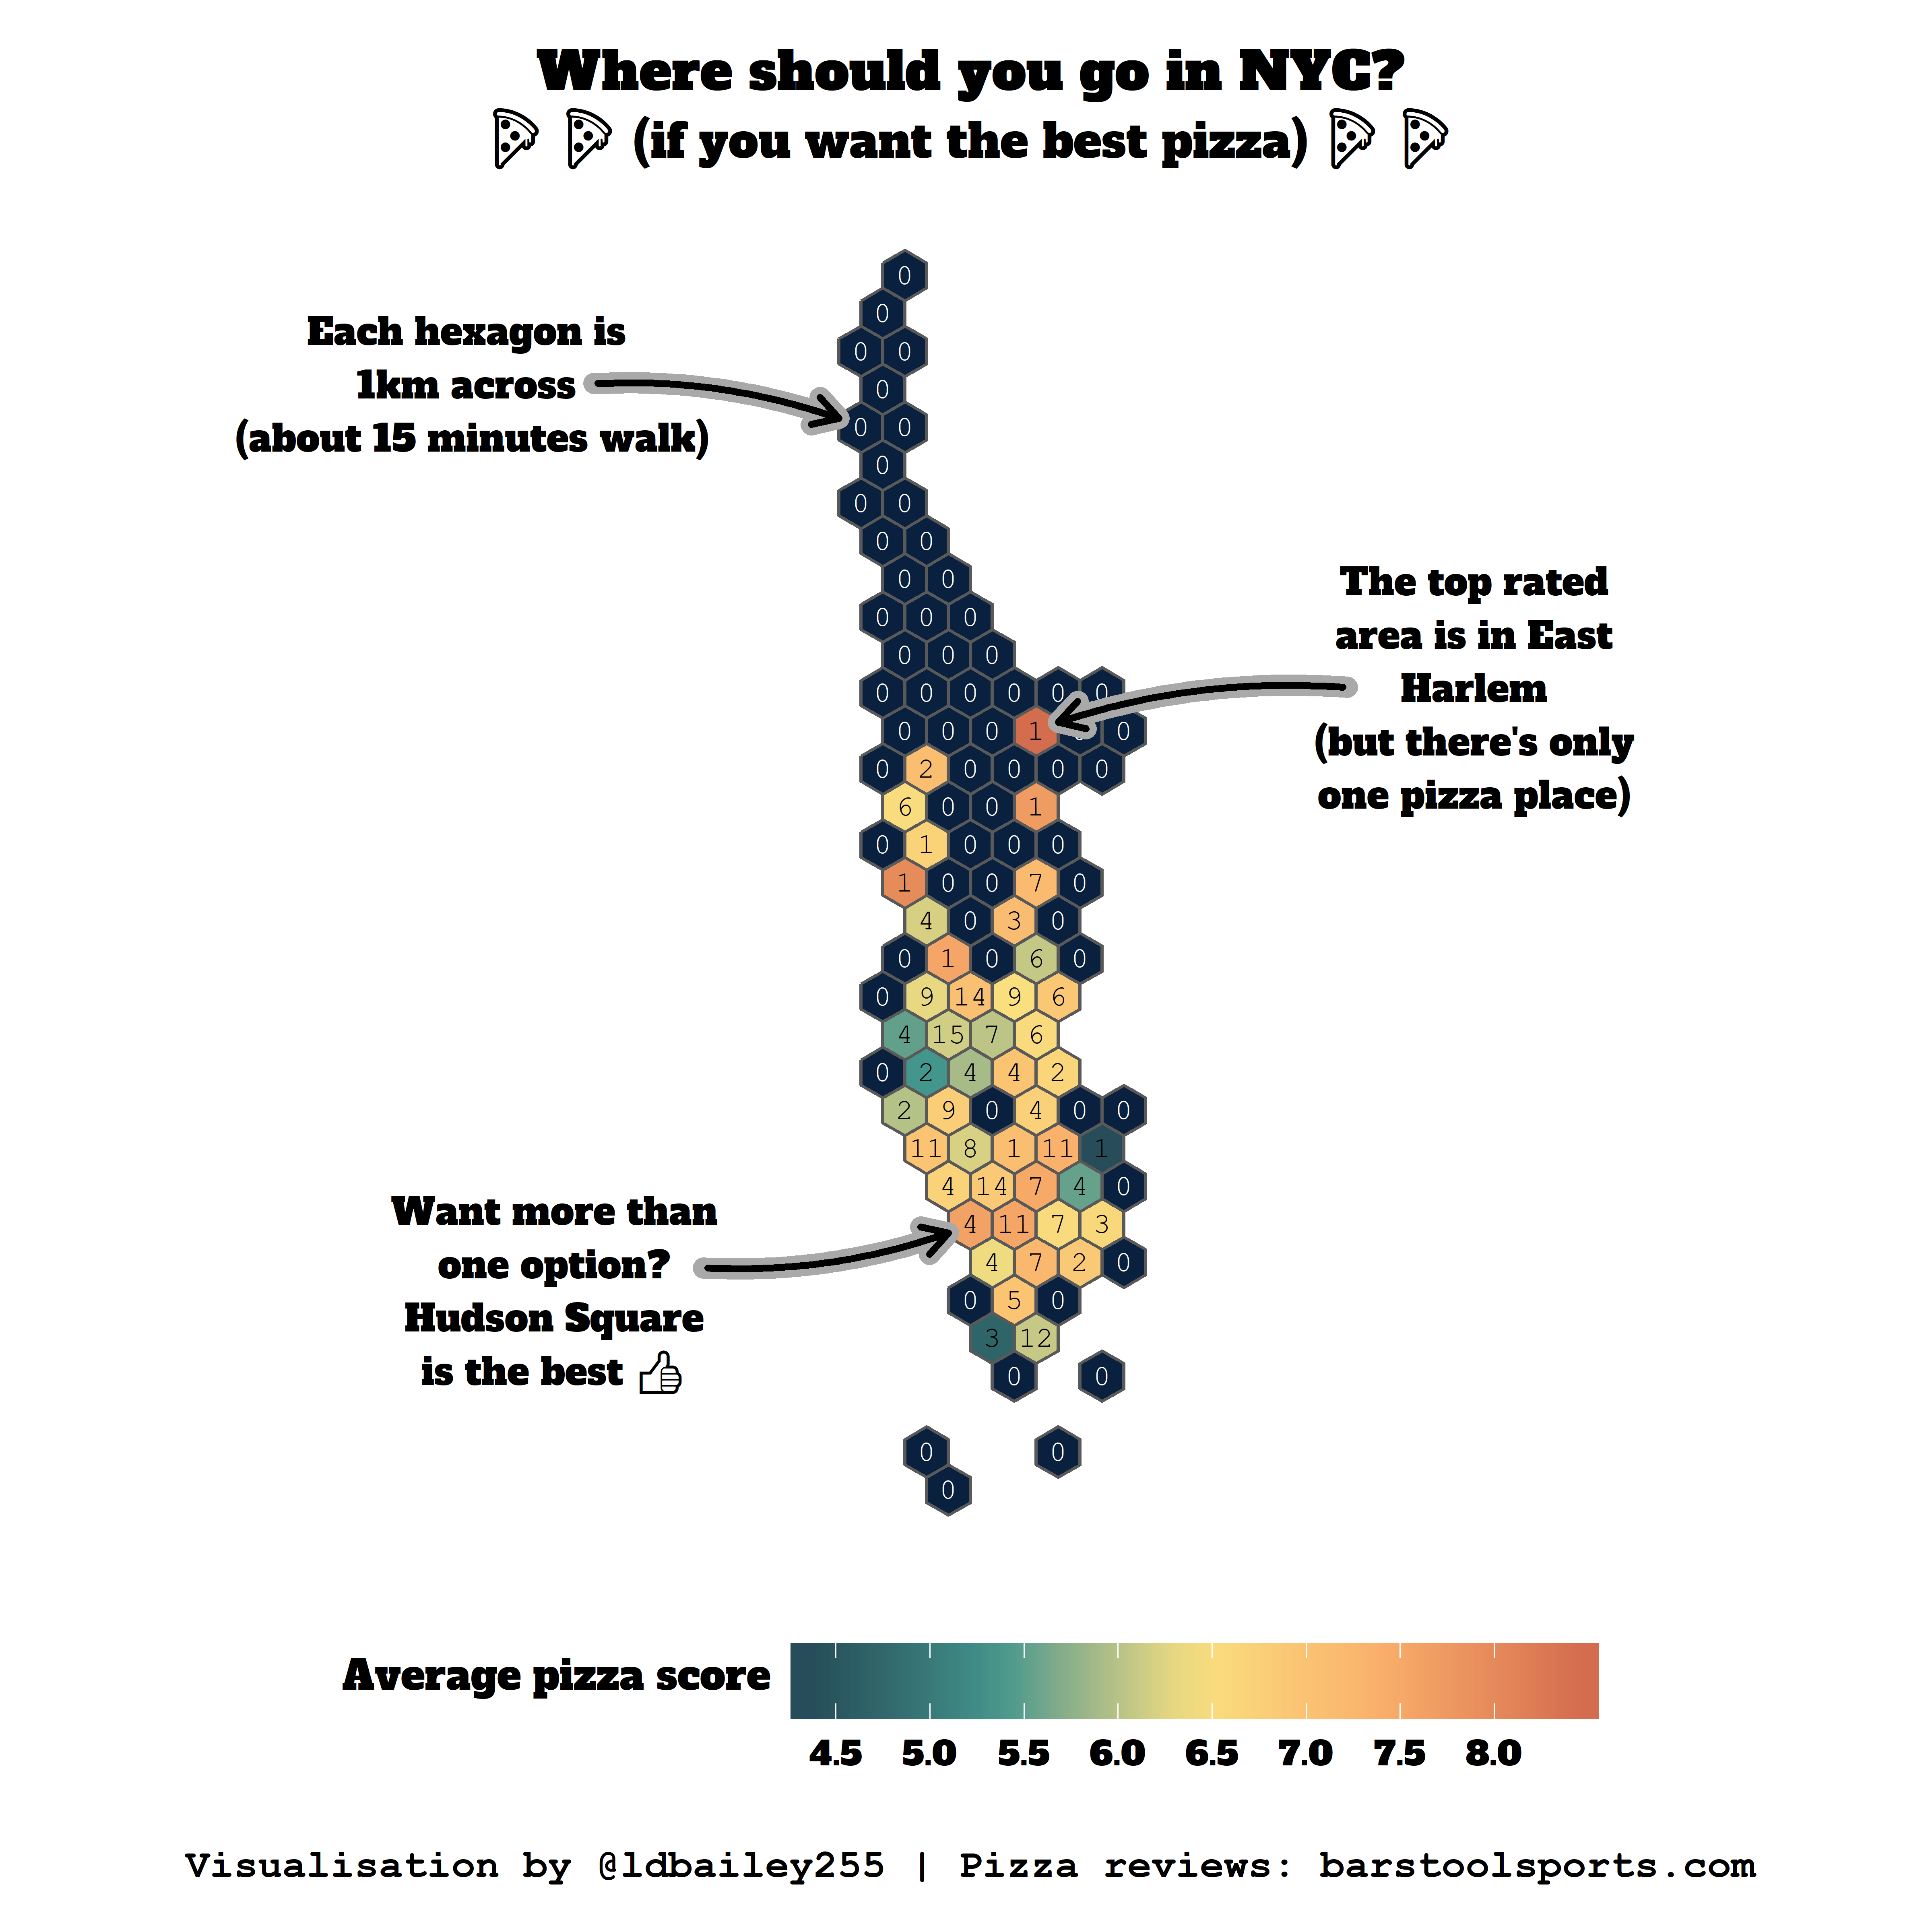 Where should you go in NYC?
(if you want the best pizza)
Each hexagon is
1km across
(about 15 minutes walk)
The top rated
area is in East
Harlem
(but there's only
one pizza place)
Want more than
one option?
Hudson Square
is the best
0
0
0 0
0
0 0
0
0 0
0 0
0 0
0 0 0
0 0 0
0 0 0 0 0 0
0 0 0 1 0
0 2 0 0 0 0
6 0 0 1
0 1 0 0 0
1 0 0 7 0
4 0 3 0
0 1 0 6 0
0 9 14 9 6
4 15 7 6
0 2 4 4 2
2 9 0 4 0 0
11 8 1 11 1
4 14 7 4 0
4 11 7 3
4 7 2 0
0 5 0
3 12
0 0
0 0
0
Average pizza score
4.5 5.0 5.5 6.0 6.5 7.0 7.5 8.0
Visualisation by @ldbailey255 | Pizza reviews: barstoolsports.com